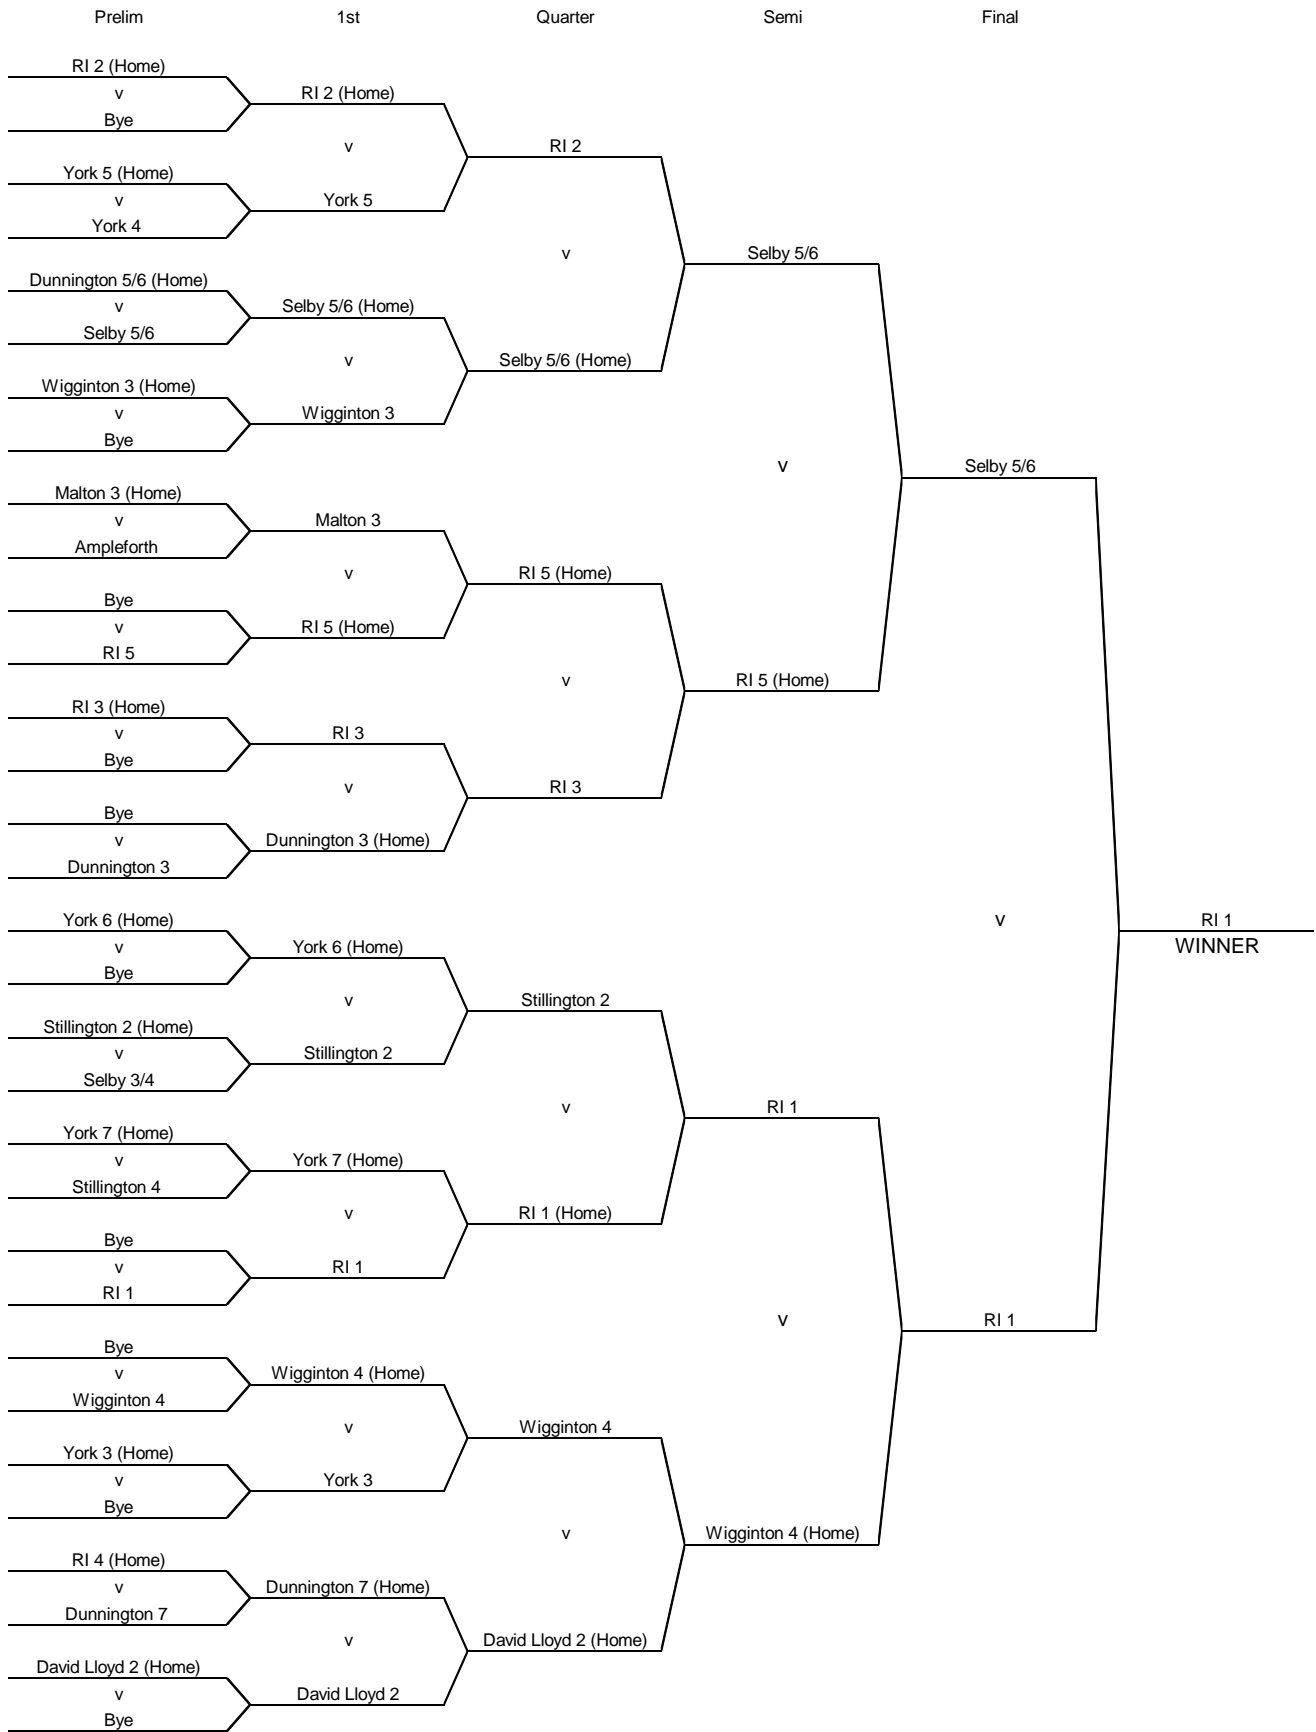 Prelim 1st Quarter Semi Final
RI 2 (Home)
v
Bye
York 5 (Home)
v
York 4
Dunnington 5/6 (Home)
v
Selby 5/6
Wigginton 3 (Home)
v
Bye
Malton 3 (Home)
v
Ampleforth
Bye
v
RI 5
RI 3 (Home)
v
Bye
Bye
v
Dunnington 3
York 6 (Home)
v
Bye
Stillington 2 (Home)
v
Selby 3/4
York 7 (Home)
v
Stillington 4
Bye
v
RI 1
Bye
v
Wigginton 4
York 3 (Home)
v
Bye
RI 4 (Home)
v
Dunnington 7
David Lloyd 2 (Home)
v
Bye
RI 2 (Home)
v
York 5
Selby 5/6 (Home)
v
Wigginton 3
Malton 3
v
RI 5 (Home)
RI 3
v
Dunnington 3 (Home)
York 6 (Home)
v
Stillington 2
York 7 (Home)
v
RI 1
Wigginton 4 (Home)
v
York 3
Dunnington 7 (Home)
v
David Lloyd 2
RI 2
v
Selby 5/6 (Home)
RI 5 (Home)
v
RI 3
Stillington 2
v
RI 1 (Home)
Wigginton 4
v
David Lloyd 2 (Home)
Selby 5/6
v
RI 5 (Home)
RI 1
v
Wigginton 4 (Home)
Selby 5/6
v
RI 1
RI 1
WINNER